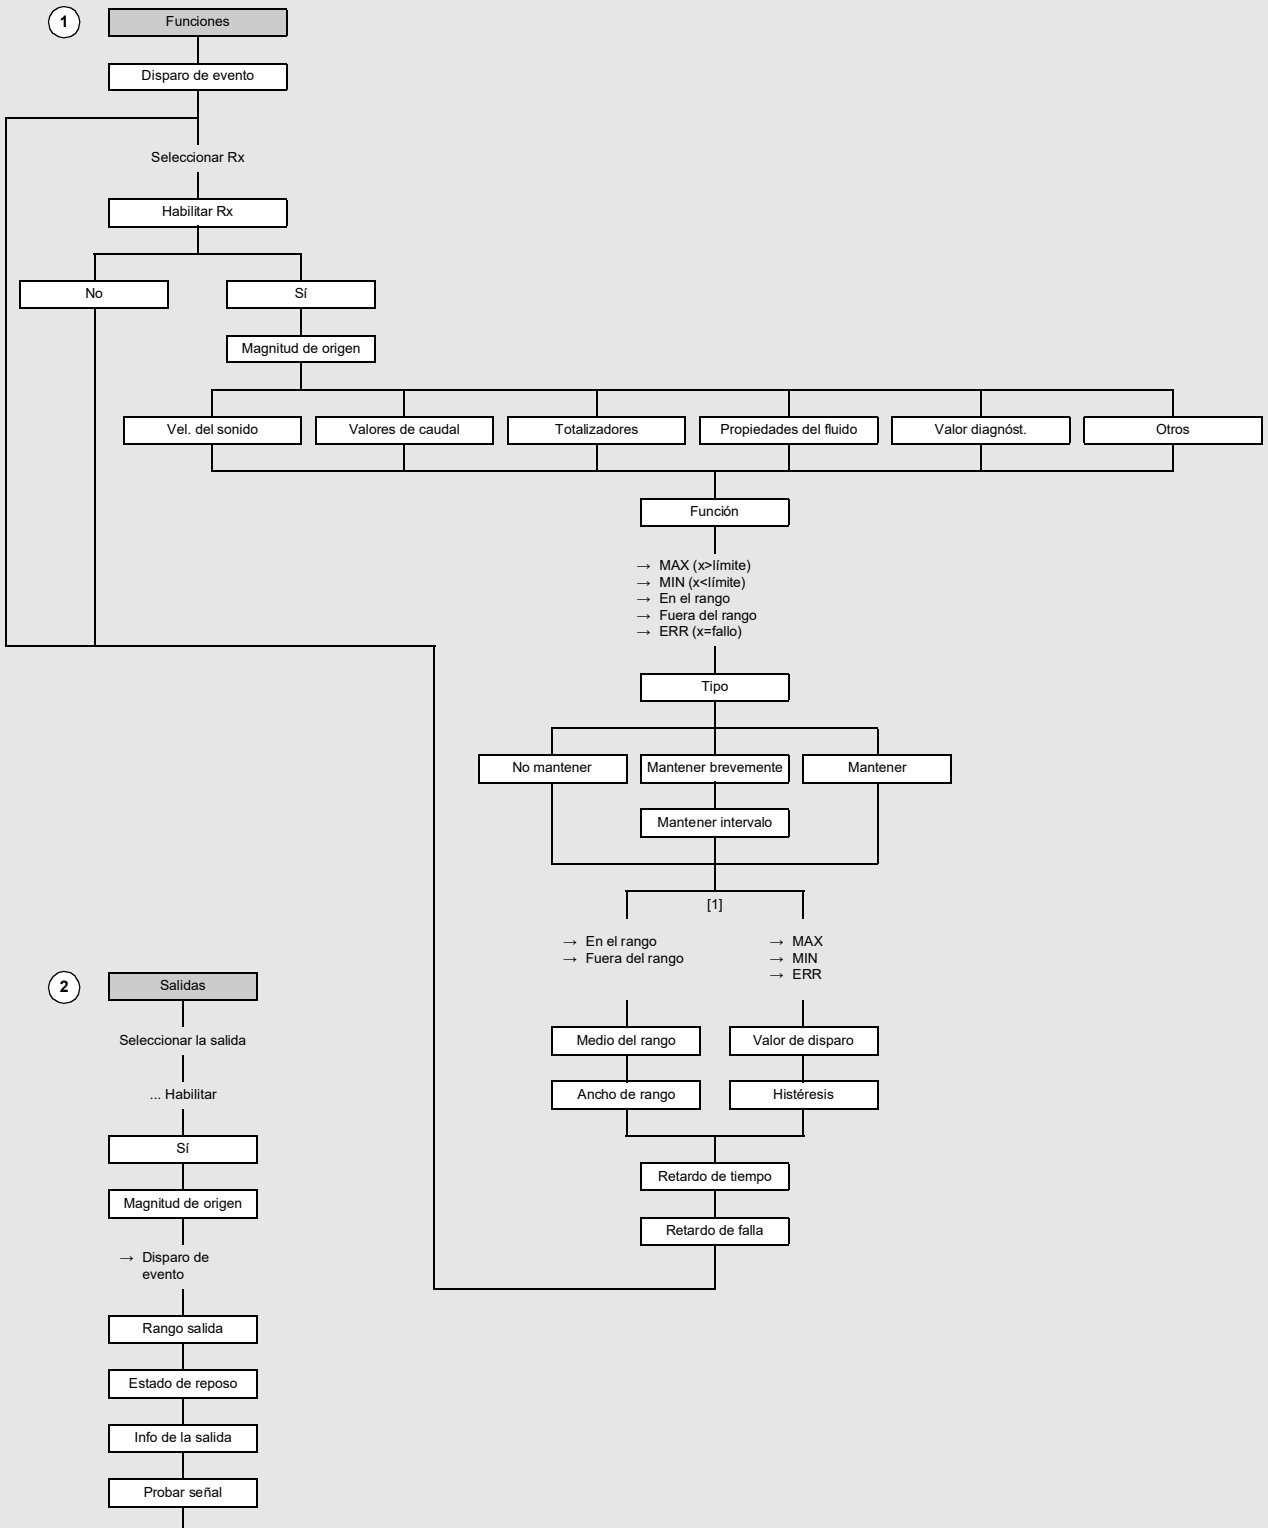 1
Funciones
Disparo de evento
Seleccionar Rx
Habilitar Rx
No
Sí
Magnitud de origen
Vel. del sonido
Valores de caudal
Totalizadores
Propiedades del fluido
Valor diagnóst.
Otros
Función
→ MAX (x>límite)
→ MIN (x<límite)
→ En el rango
→ Fuera del rango
→ ERR (x=fallo)
Tipo
No mantener
Mantener brevemente
Mantener
Mantener intervalo
[1]
→ En el rango
→ Fuera del rango
→ MAX
→ MIN
→ ERR
Medio del rango
Valor de disparo
Ancho de rango
Histéresis
Retardo de tiempo
Retardo de falla
2
Salidas
Seleccionar la salida
... Habilitar
Sí
Magnitud de origen
→ Disparo de
evento
Rango salida
Estado de reposo
Info de la salida
Probar señal